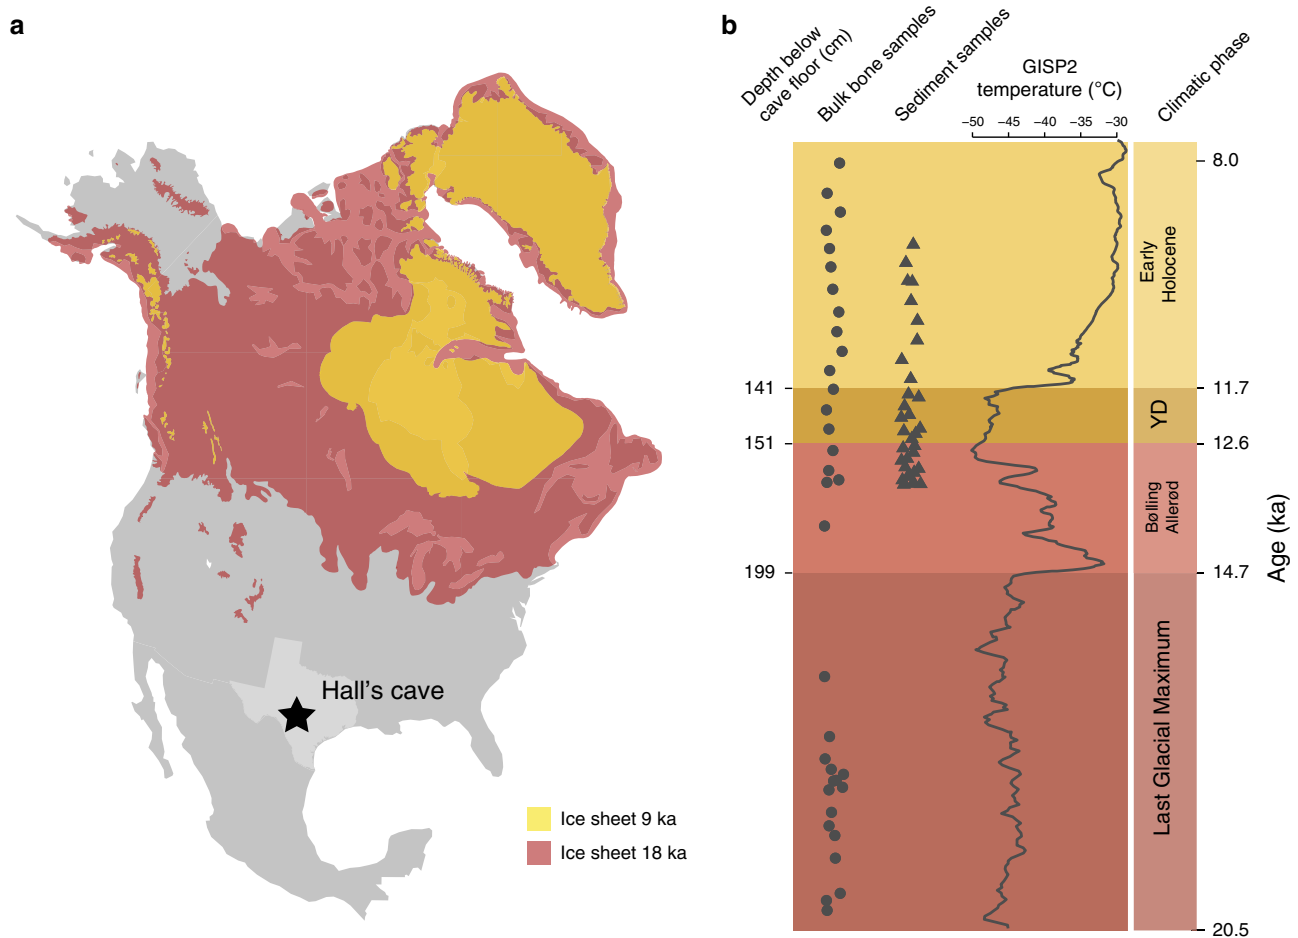 a
Hall's cave
Ice sheet 9 ka
Ice sheet 18 ka
b
Depth below
cave floor (cm)
Bulk bone samples
Sediment samples
GISP2
temperature (°C)
Climatic phase
−50 −45 −40 −35 −30
8.0
Early
Holocene
141
11.7
YD
151
12.6
Bølling
Allerød
199
14.7
Age (ka)
Last Glacial Maximum
20.5